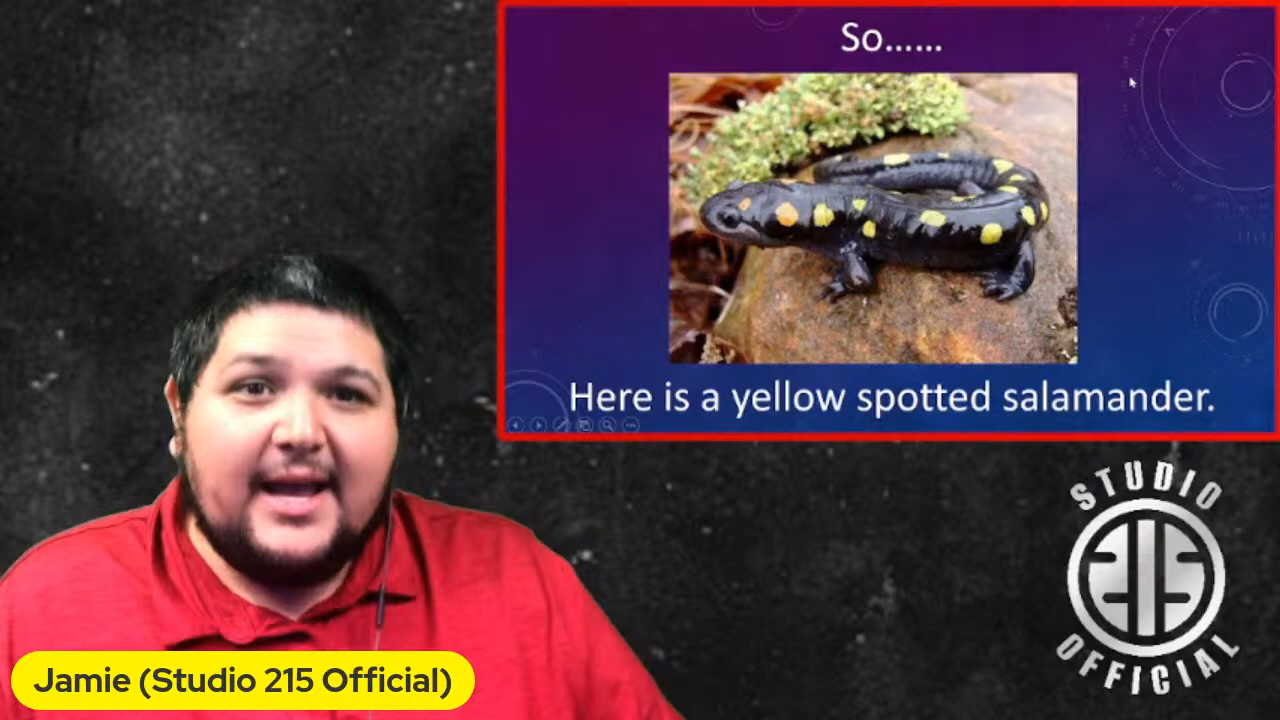 So......
Here is a yellow spotted salamander.
STUDIO
215
OFFICIAL
Jamie (Studio 215 Official)